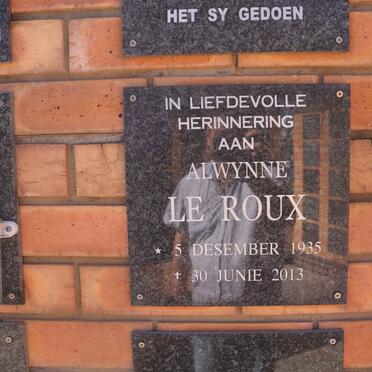 HET SY GEDOEN
IN LIEFDEVOLLE
HERINNERING
AAN
ALWYNNE
LE ROUX
* 5 DESEMBER 1935
† 30 JUNIE 2013